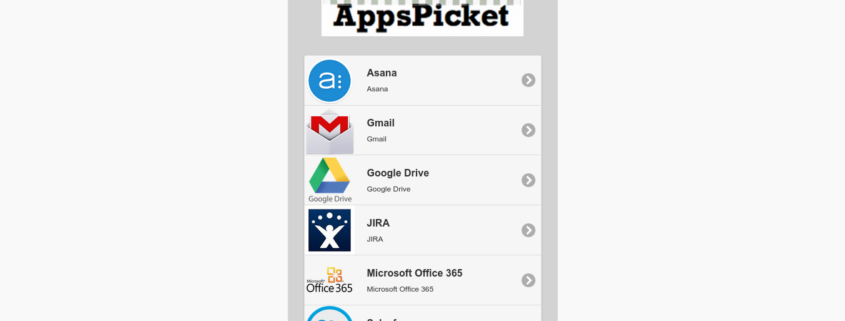 AppsPicket
a:
Asana
Asana
Gmail
Gmail
Google Drive
Google Drive
Google Drive
JIRA
JIRA
Microsoft
Office 365
Microsoft Office 365
Microsoft Office 365